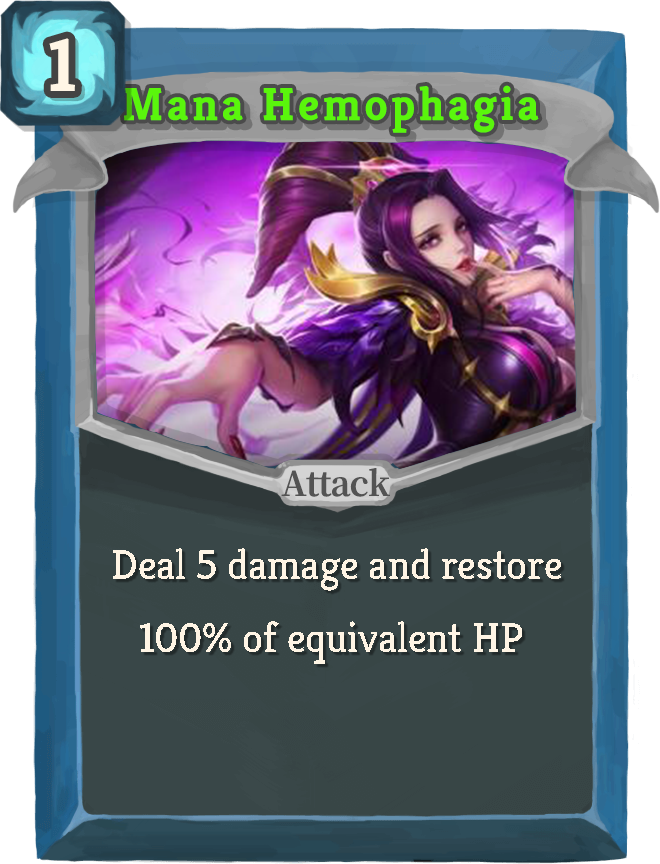 1
Mana Hemophagia
Attack
Deal 5 damage and restore
100% of equivalent HP